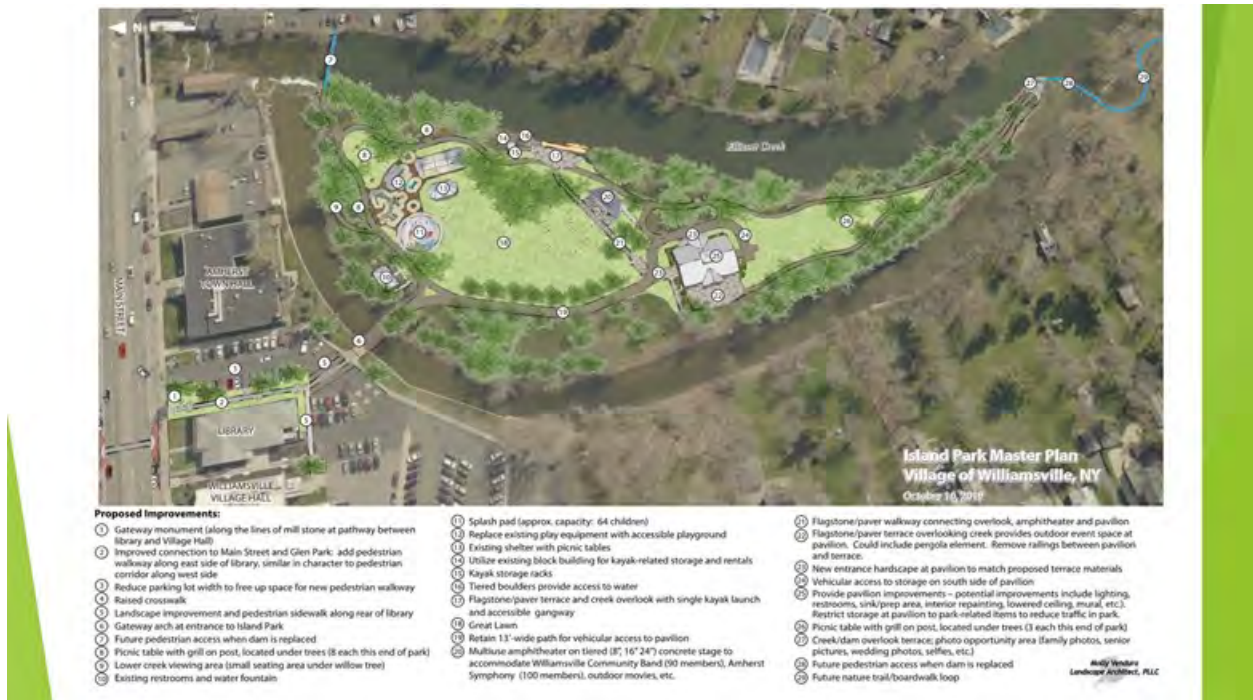 N
Ellicott Creek
MAIN STREET
AMHERST
TOWN HALL
LIBRARY
WILLIAMSVILLE
VILLAGE HALL
Island Park Master Plan
Village of Williamsville, NY
October 16,
Proposed Improvements:
1 Gateway monument (along the lines of mill stone at pathway between
library and Village Hall)
2 Improved connection to Main Street and Glen Park: add pedestrian
walkway along east side of library, similar in character to pedestrian
corridor along west side
3 Reduce parking lot width to free up space for new pedestrian walkway
4 Raised crosswalk
5 Landscape improvement and pedestrian sidewalk along rear of library
6 Gateway arch at entrance to Island Park
7 Future pedestrian access when dam is replaced
8 Picnic table with grill on post, located under trees (8 each this end of park)
9 Lower creek viewing area (small seating area under willow tree)
10 Existing restrooms and water fountain
11 Splash pad (approx. capacity: 64 children)
12 Replace existing play equipment with accessible playground
13 Existing shelter with picnic tables
14 Utilize existing block building for kayak-related storage and rentals
15 Kayak storage racks
16 Tiered boulders provide access to water
17 Flagstone/paver terrace and creek overlook with single kayak launch
and accessible gangway
18 Great Lawn
19 Retain 13'-wide path for vehicular access to pavilion
20 Multiuse amphitheater on tiered (8", 16" 24") concrete stage to
accommodate Williamsville Community Band (90 members), Amherst
Symphony (100 members), outdoor movies, etc.
21 Flagstone/paver walkway connecting overlook, amphitheater and pavilion
22 Flagstone/paver terrace overlooking creek provides outdoor event space at
pavilion. Could include pergola element. Remove railings between pavilion
and terrace.
23 New entrance hardscape at pavilion to match proposed terrace materials
24 Vehicular access to storage on south side of pavilion
25 Provide pavilion improvements – potential improvements include lighting,
restrooms, sink/prep area, interior repainting, lowered ceiling, mural, etc.).
Restrict storage at pavilion to park-related items to reduce traffic in park.
26 Picnic table with grill on post, located under trees (3 each this end of park)
27 Creek/dam overlook terrace; photo opportunity area (family photos, senior
pictures, wedding photos, selfies, etc.)
28 Future pedestrian access when dam is replaced
29 Future nature trail/boardwalk loop
Molly Vendura
Landscape Architect, PLLC